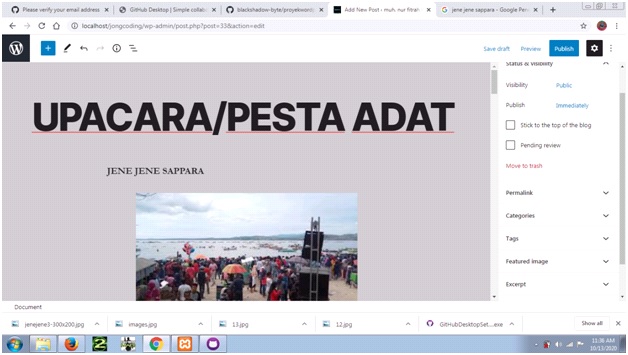 Please verify your email address
GitHub Desktop | Simple collabo
blackshadow-byte/proyekword
Add New Post ‹ muh. nur fitrah
jene jene sappara - Google Pen
localhost/jongcoding/wp-admin/post.php?post=33&action=edit
Save draft
Preview
Publish
Status & visibility
Visibility
Public
Publish
Immediately
Stick to the top of the blog
Pending review
Move to trash
Permalink
Categories
Tags
Featured image
Excerpt
UPACARA/PESTA ADAT
JENE JENE SAPPARA
Document
jenejene3-300x200.jpg
images.jpg
13.jpg
12.jpg
GitHubDesktopSet....exe
Show all
11:36 AM
10/13/2020